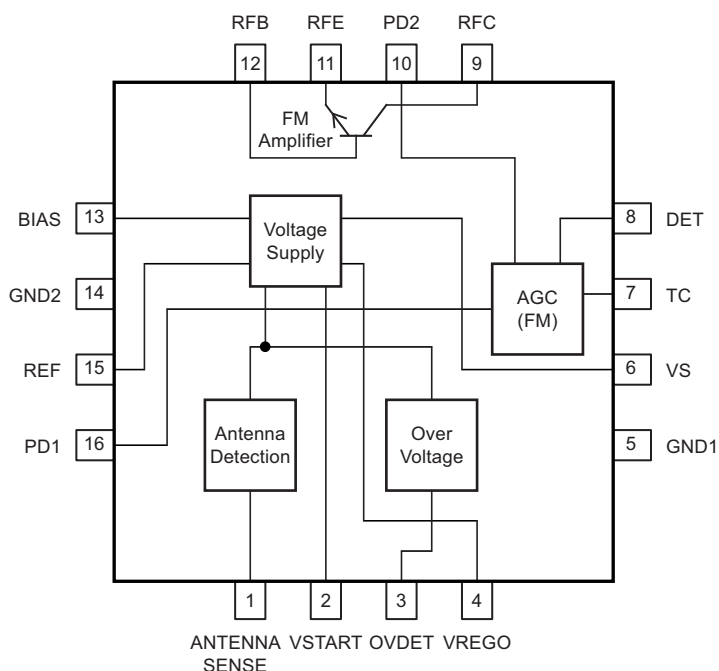 RFB RFE PD2 RFC
12 11 10 9
FM
Amplifier
BIAS 13
Voltage
Supply
8 DET
GND2 14
AGC
(FM)
7 TC
REF 15
6 VS
PD1 16
Antenna
Detection
Over
Voltage
5 GND1
1 2 3 4
ANTENNA
SENSE
VSTART OVDET VREGO